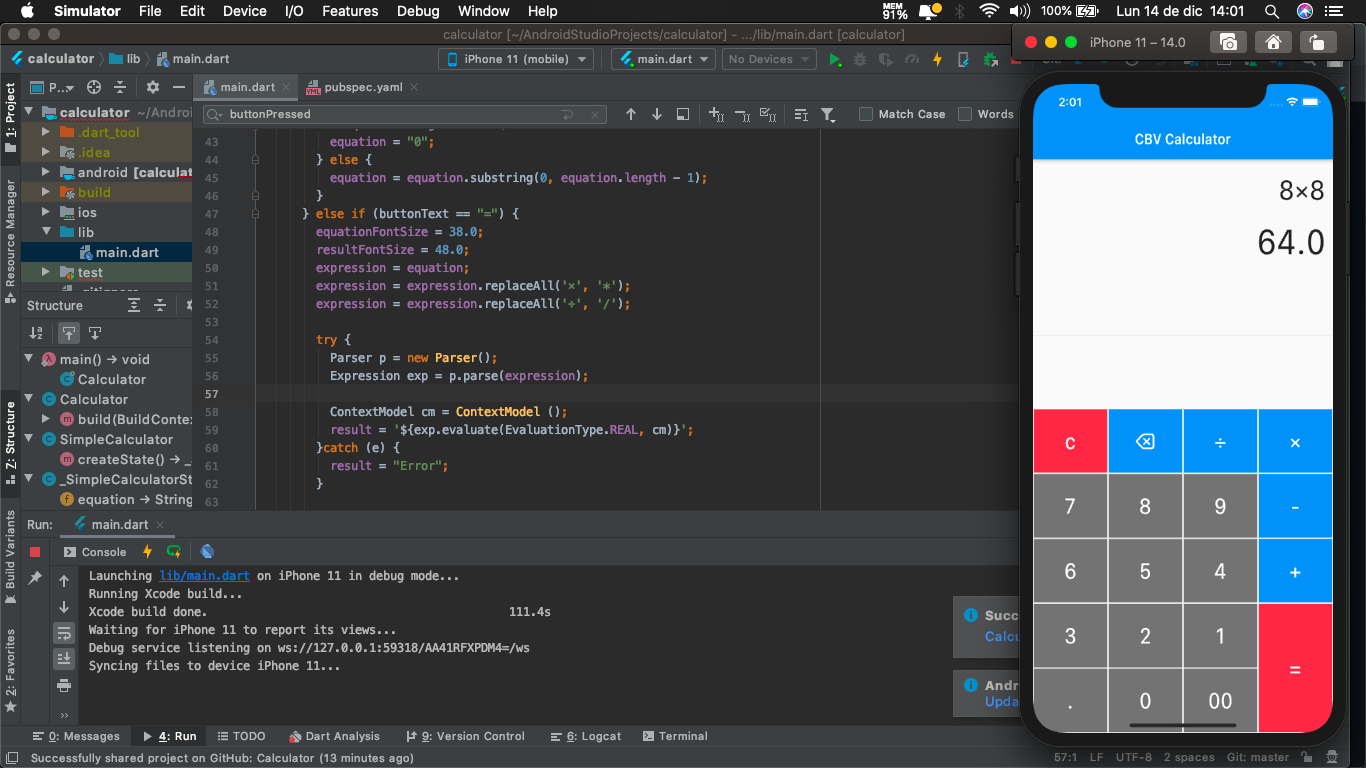 Simulator File Edit Device I/O Features Debug Window Help MEM 91% 100% Lun 14 de dic 14:01
calculator [~/AndroidStudioProjects/calculator] - .../lib/main.dart [calculator]
calculator lib main.dart iPhone 11 (mobile) main.dart No Devices
1: Project
Resource Manager
Z: Structure
Build Variants
2: Favorites
P... main.dart pubspec.yaml
buttonPressed Match Case Words
calculator ~/Androi
.dart_tool
.idea
android [calculat
build
ios
lib
main.dart
test
.gitignore
Structure
main() → void
Calculator
Calculator
build(BuildConte
SimpleCalculator
createState() → _
_SimpleCalculatorSt
equation → String
43 equation = "0";
44 } else {
45 equation = equation.substring(0, equation.length - 1);
46 }
47 } else if (buttonText == "=") {
48 equationFontSize = 38.0;
49 resultFontSize = 48.0;
50 expression = equation;
51 expression = expression.replaceAll('×', '*');
52 expression = expression.replaceAll('÷', '/');
53
54 try {
55 Parser p = new Parser();
56 Expression exp = p.parse(expression);
57
58 ContextModel cm = ContextModel ();
59 result = '${exp.evaluate(EvaluationType.REAL, cm)}';
60 }catch (e) {
61 result = "Error";
62 }
63
Run: main.dart
Console
Launching lib/main.dart on iPhone 11 in debug mode...
Running Xcode build...
Xcode build done. 111.4s
Waiting for iPhone 11 to report its views...
Debug service listening on ws://127.0.0.1:59318/AA41RFXPDM4=/ws
Syncing files to device iPhone 11...
Succ
Calcu
Andr
Upda
0: Messages 4: Run TODO Dart Analysis 9: Version Control 6: Logcat Terminal
Successfully shared project on GitHub: Calculator (13 minutes ago) 57:1 LF UTF-8 2 spaces Git: master
iPhone 11 – 14.0
2:01
CBV Calculator
8×8
64.0
C ÷ ×
7 8 9 -
6 5 4 +
3 2 1
=
. 0 00